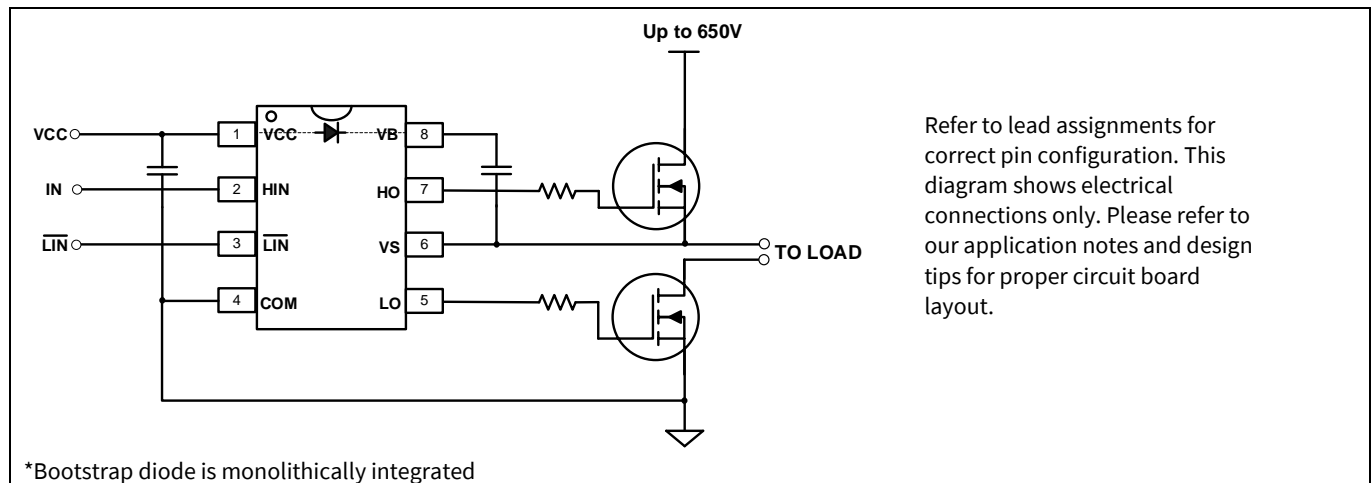 Up to 650V
VCC
IN
LIN
1
2
3
4
VCC
HIN
LIN
COM
VB
HO
VS
LO
8
7
6
5
TO LOAD
Refer to lead assignments for
correct pin configuration. This
diagram shows electrical
connections only. Please refer to
our application notes and design
tips for proper circuit board
layout.
*Bootstrap diode is monolithically integrated